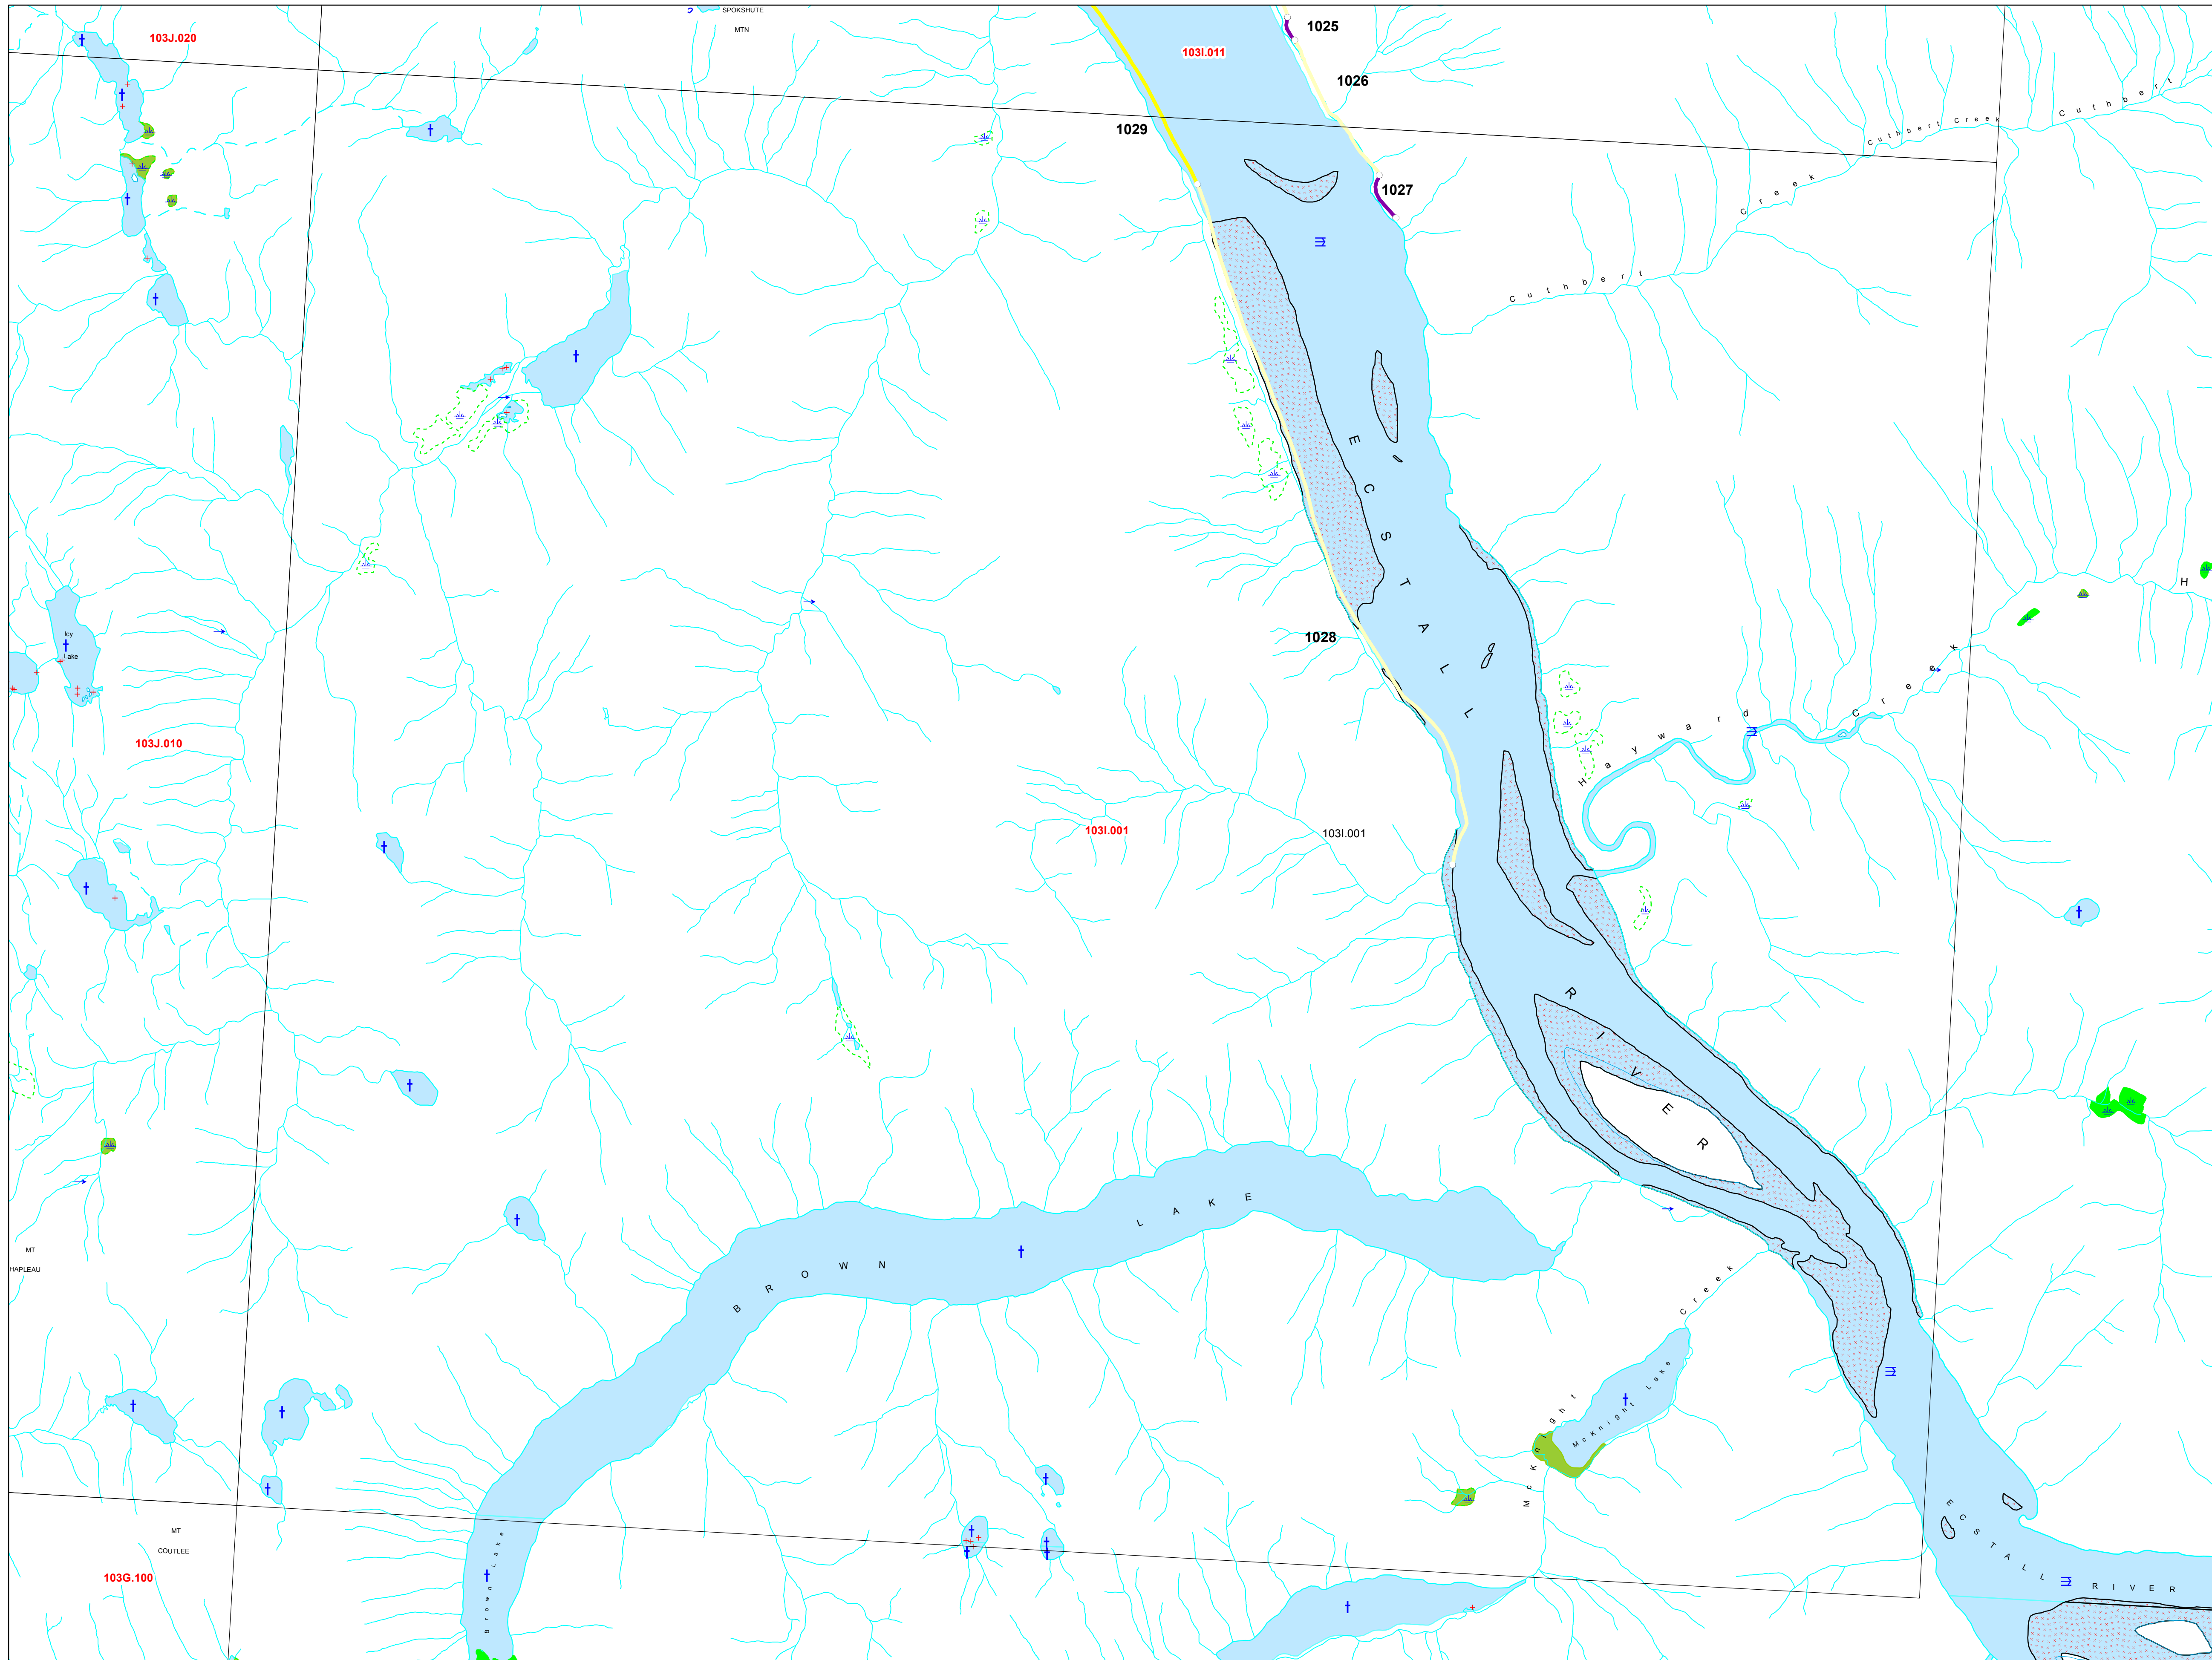 SPOKSHUTE
MTN
103J.020
103I.011
1025
1026
1029
1027
Cuthbert
Cuthbert Creek
Creek
Cuthbert
ECSTALL
H
Icy
Lake
1028
Creek
Hayward
103J.010
103I.001
103I.001
RIVER
LAKE
BROWN
MT
HAPLEAU
Creek
McKnight Lake
McKnight
MT
COUTLEE
Brown Lake
103G.100
ECSTALL RIVER